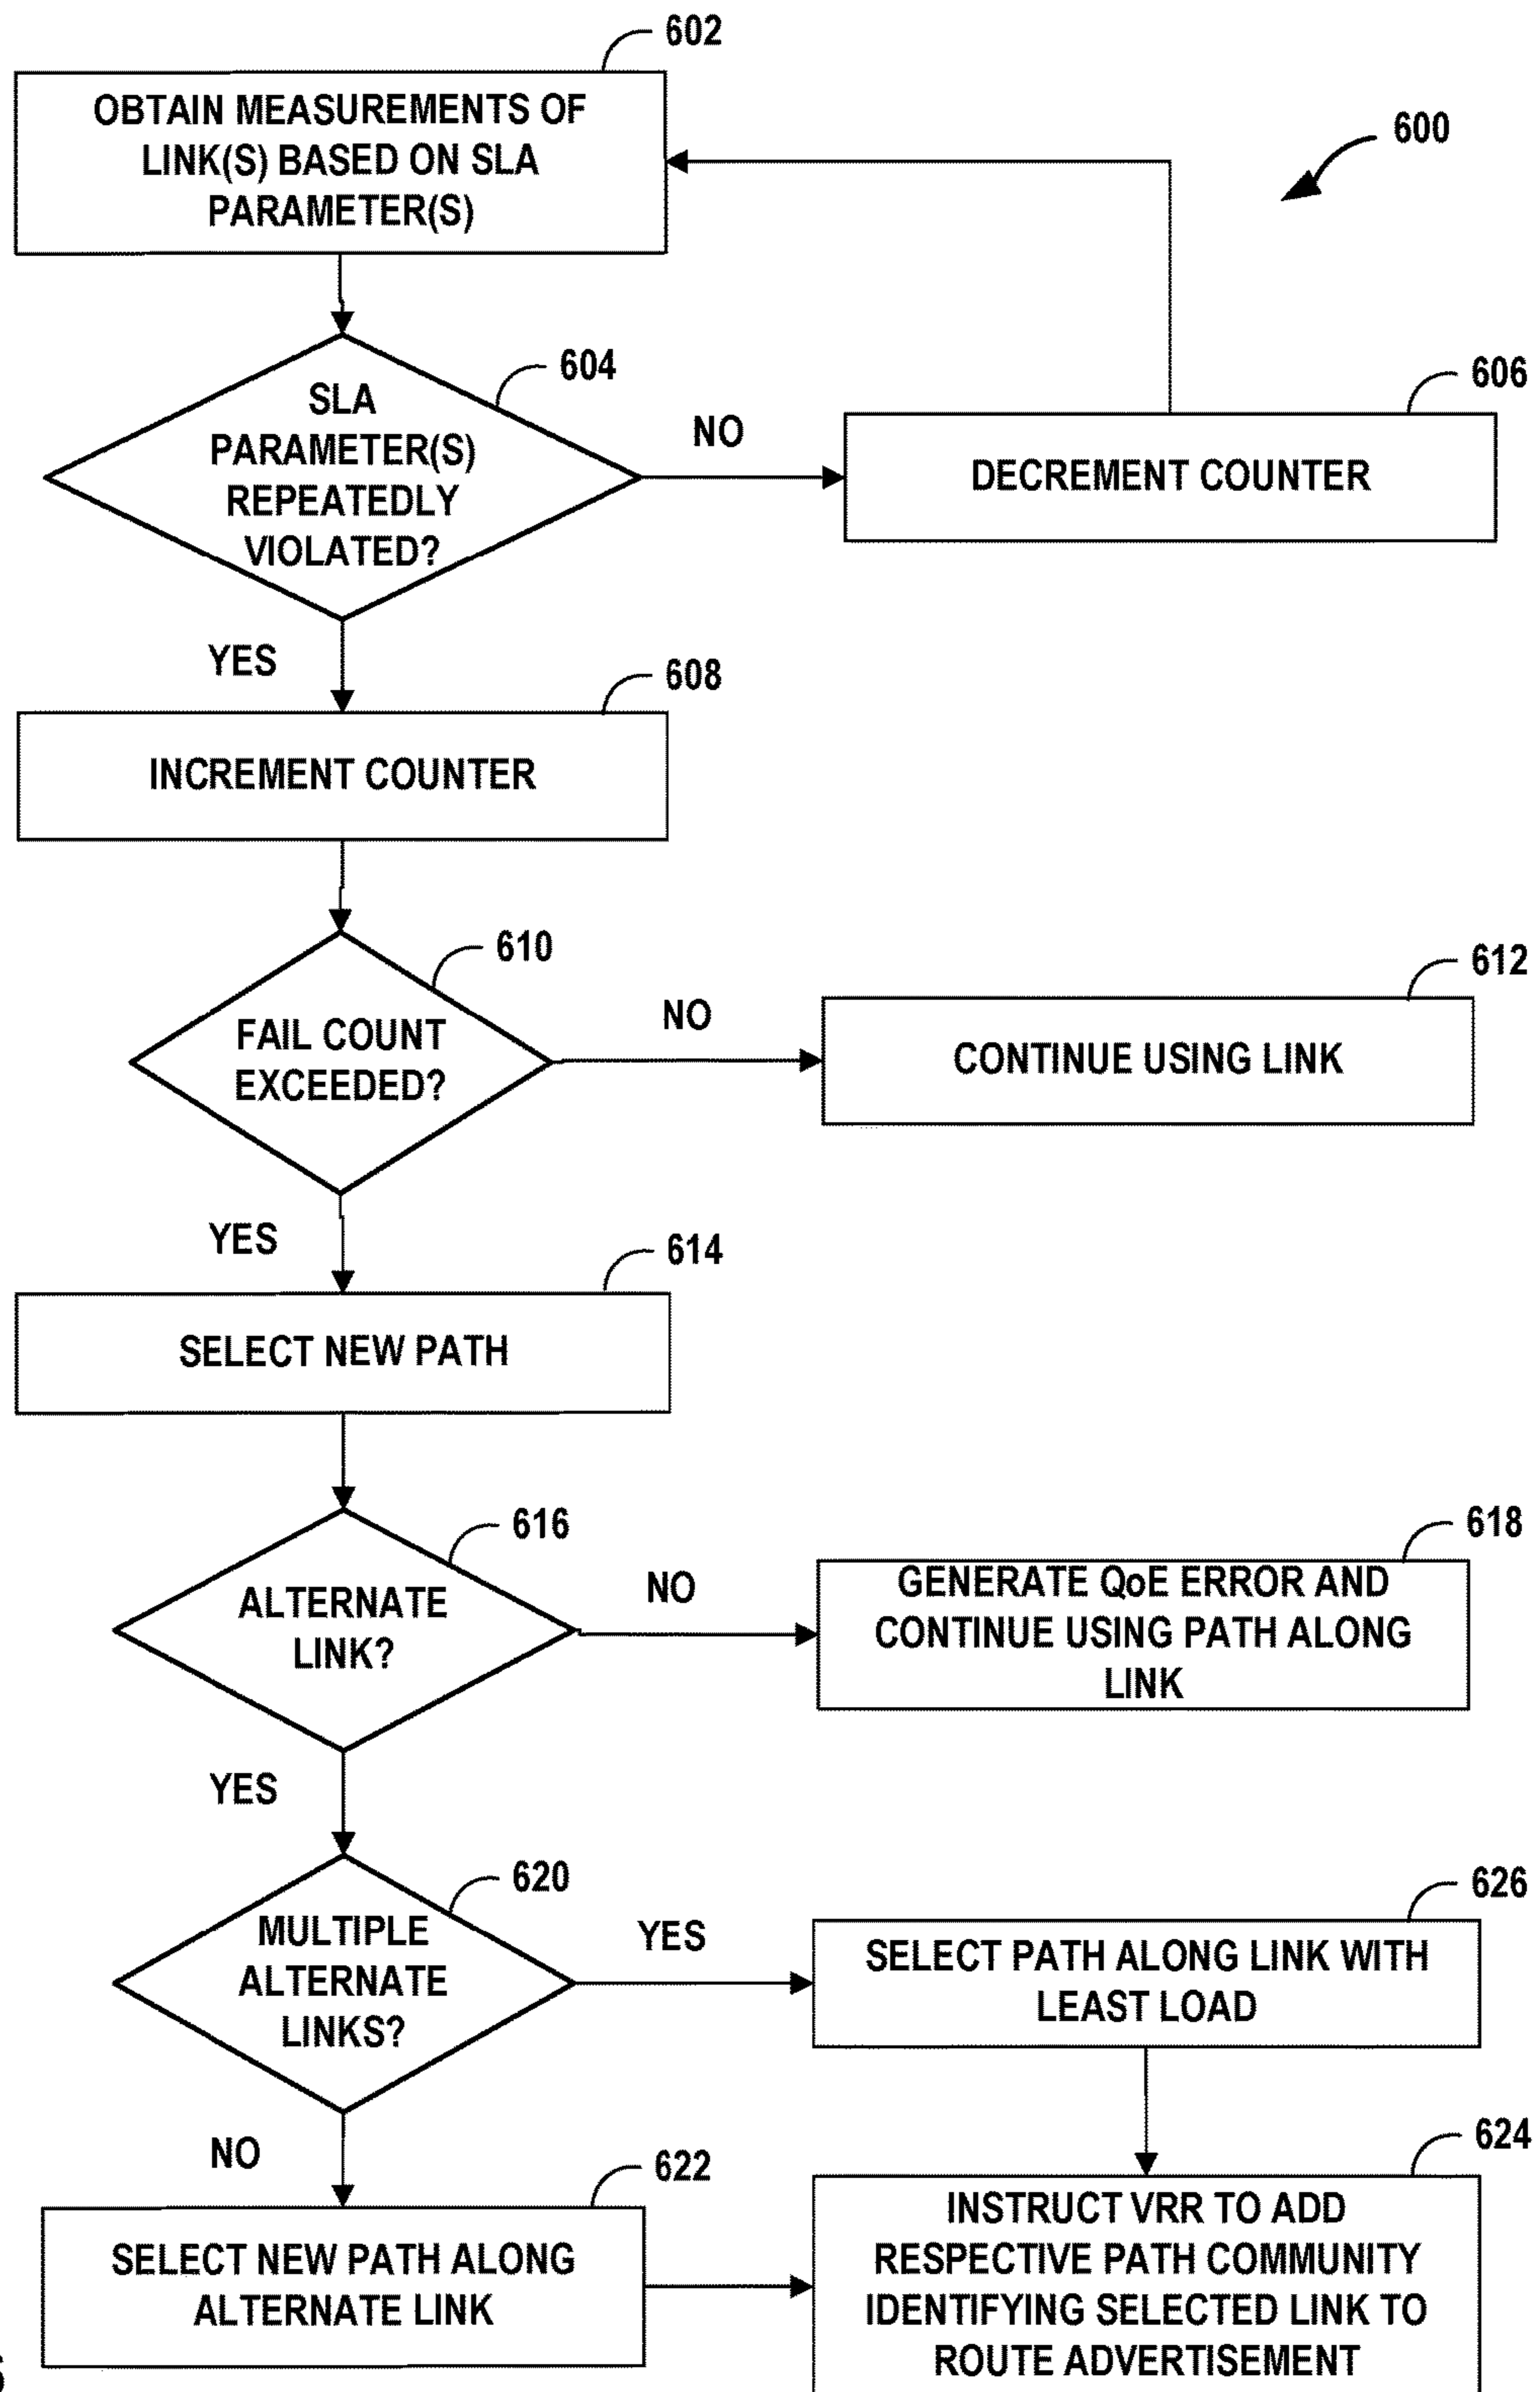 602
OBTAIN MEASUREMENTS OF
LINK(S) BASED ON SLA
PARAMETER(S)
600
604
SLA
PARAMETER(S)
REPEATEDLY
VIOLATED?
NO
606
DECREMENT COUNTER
YES
608
INCREMENT COUNTER
610
FAIL COUNT
EXCEEDED?
NO
612
CONTINUE USING LINK
YES
614
SELECT NEW PATH
616
ALTERNATE
LINK?
NO
618
GENERATE QoE ERROR AND
CONTINUE USING PATH ALONG
LINK
YES
620
MULTIPLE
ALTERNATE
LINKS?
YES
626
SELECT PATH ALONG LINK WITH
LEAST LOAD
NO
622
SELECT NEW PATH ALONG
ALTERNATE LINK
624
INSTRUCT VRR TO ADD
RESPECTIVE PATH COMMUNITY
IDENTIFYING SELECTED LINK TO
ROUTE ADVERTISEMENT